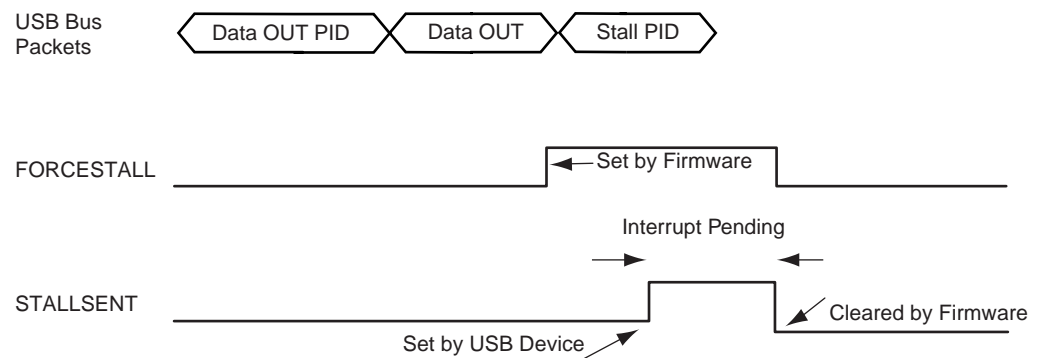 USB Bus
Packets
Data OUT PID
Data OUT
Stall PID
FORCESTALL
Set by Firmware
Interrupt Pending
STALLSENT
Cleared by Firmware
Set by USB Device